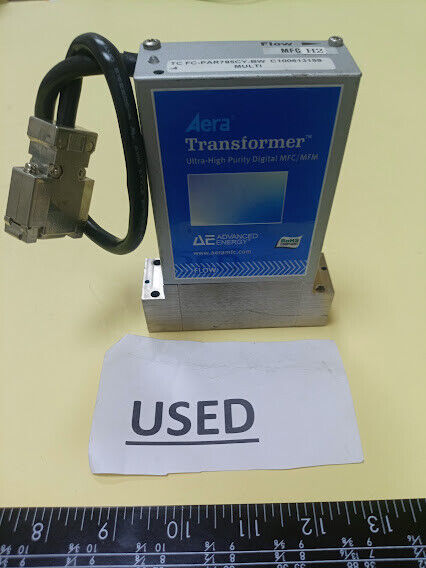 Flow
MFC H2
TC FC-PAR785CY-BW C100613159
MULTI
Aera®
Transformer™
Ultra-High Purity Digital MFC/MFM
AE ADVANCED
ENERGY®
RoHS
www.aeramfc.com
FLOW
USED
8 9 10 11 12 13